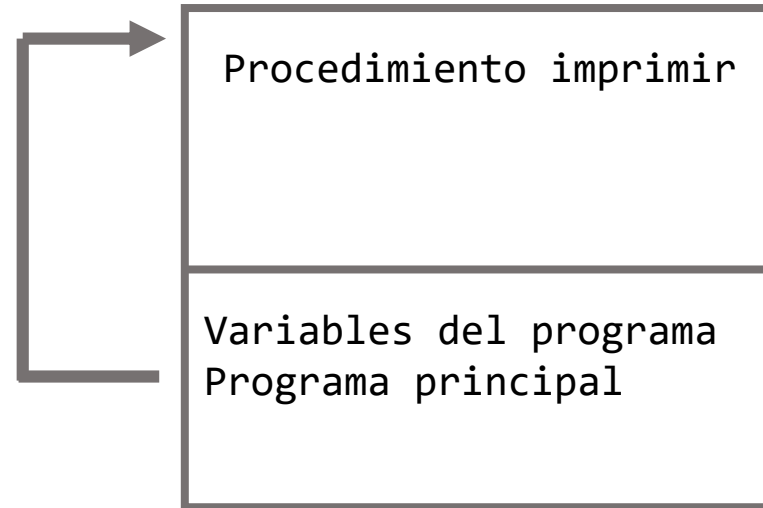 Procedimiento imprimir
Variables del programa
Programa principal